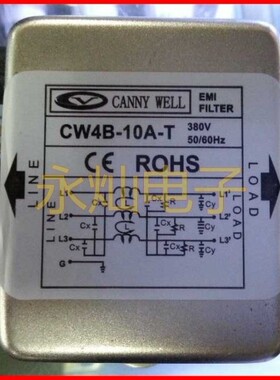 CANNY WELL
EMI
FILTER
CW4B-10A-T
380V
50/60Hz
CE ROHS
LINE
LINE
LOAD
LOAD
永灿电子
L1
Cx
R
L2
L2'
L
Cx
R
Cy
L3
L3'
Cx
Cx
R
Cy
G
Cy